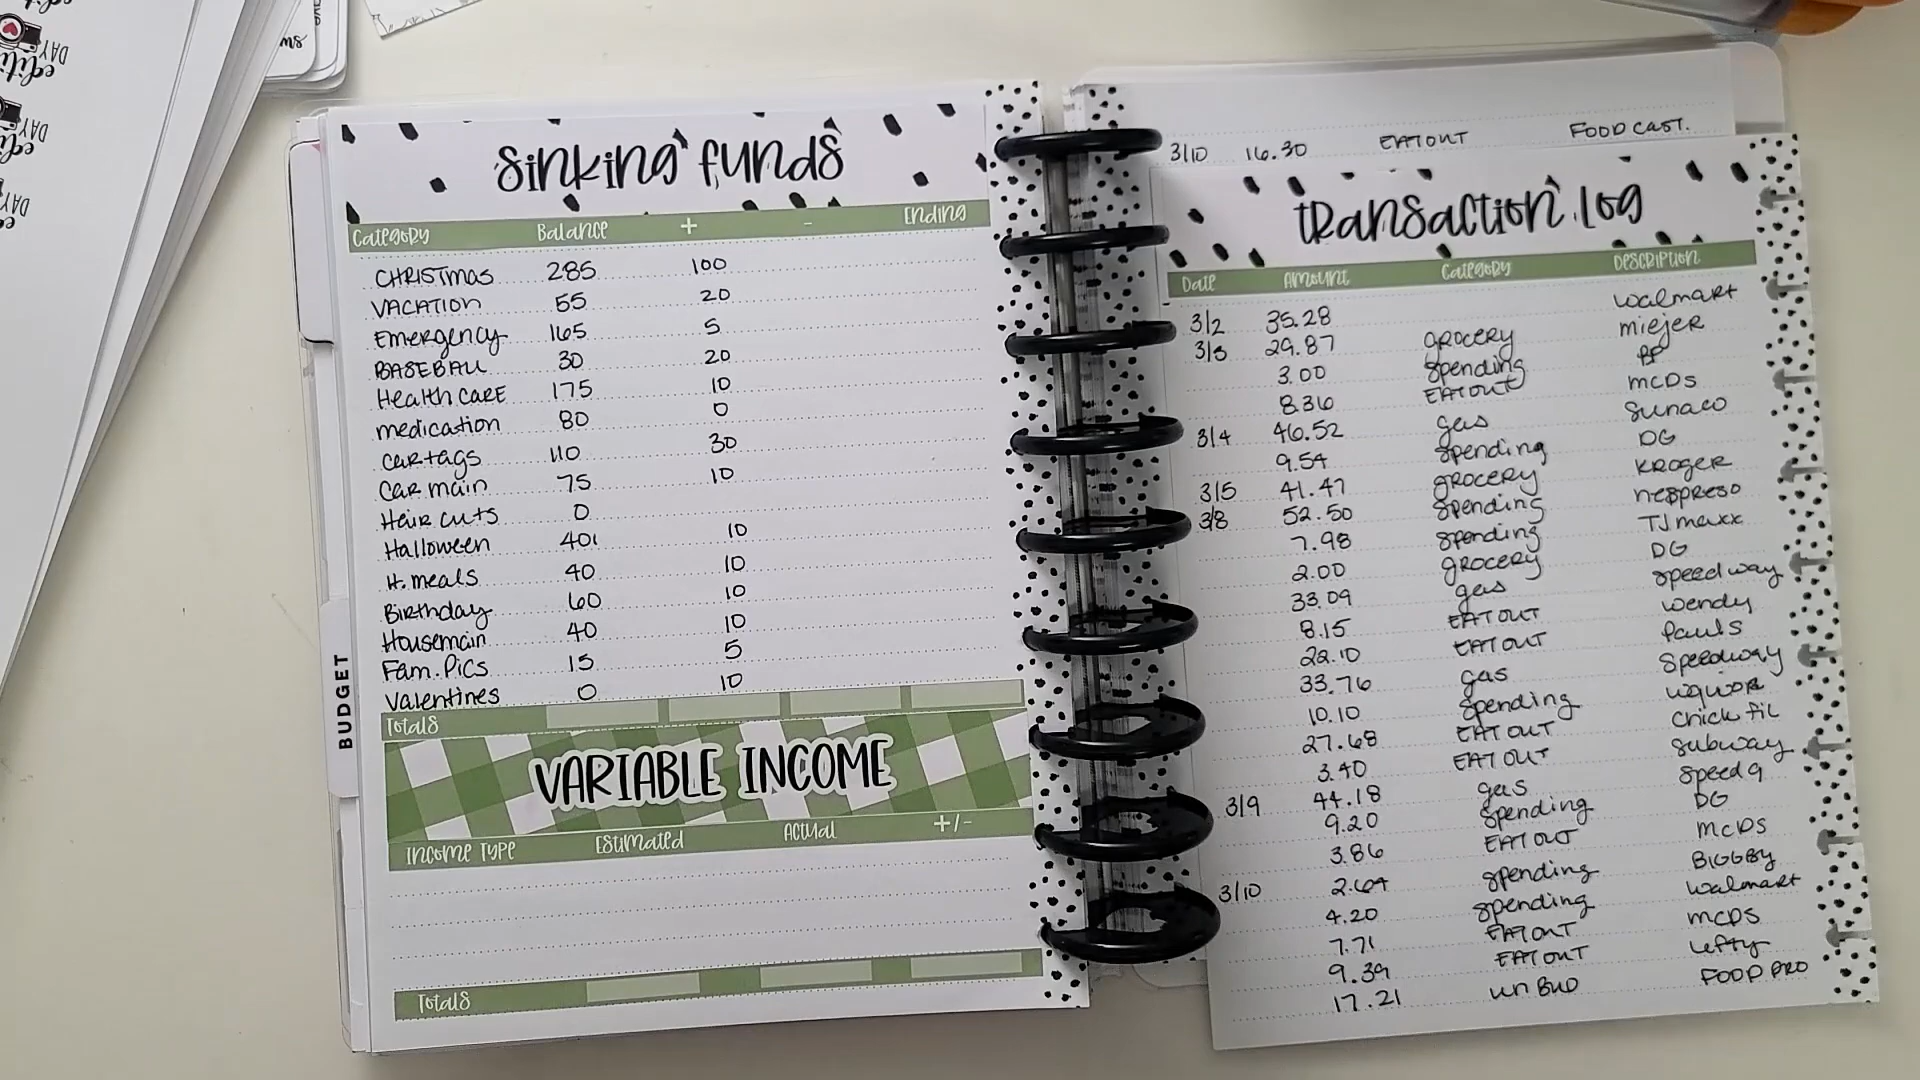 DAY
DAY
DAY
ms
sinking funds
Category Balance + - Ending
CHRISTMAS 285 100
VACATION 55 20
Emergency 165 5
BASEBALL 30 20
Health CARE 175 10
medication 80 0
Car tags 110 30
Car main 75 10
Hair cuts 0
Halloween 40 10
H. meals 40 10
Birthday 60 10
Housemain 40 10
Fam. Pics 15 5
Valentines 0 10
Totals
VARIABLE INCOME
Income Type Estimated Actual +/-
Totals
BUDGET
3/10 16.30 EATOUT FOOD CAST.
transaction log
Date Amount Category Description
3/2 35.28 walmart
3/3 29.87 grocery miejer
3.00 spending BP
8.36 EAT OUT mcDs
3/4 46.52 gas Sunaco
9.54 spending DG
3/5 41.47 grocery Kroger
3/8 52.50 spending nespreso
7.98 spending TJ maxx
2.00 grocery DG
33.09 gas speedway
8.15 EAT OUT wendy
22.10 EAT OUT Pauls
33.76 gas Speedway
10.10 spending
27.68 EAT OUT chick fil
3.40 EAT OUT subway
3/9 44.18 gas
9.20 spending DG
3.86 EAT OUT mcDs
3/10 2.64 spending BIGGBY
4.20 spending walmart
7.71 EAT OUT mcDs
9.39 EAT OUT Lefty
17.21 un BUD FOOD PRO